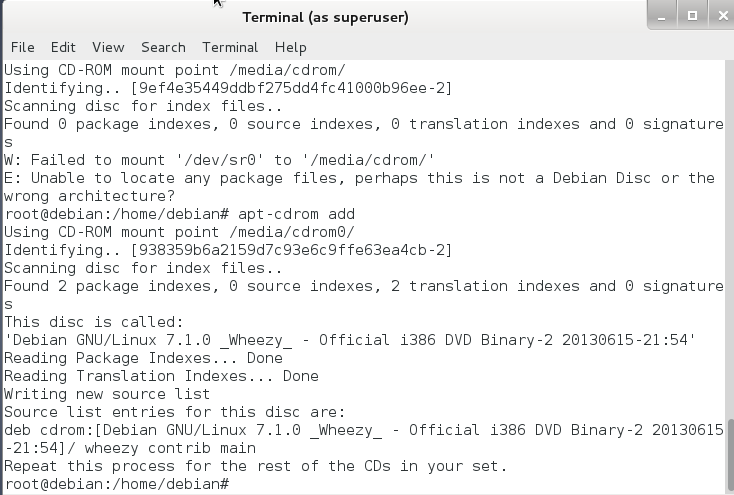 Terminal (as superuser)
File Edit View Search Terminal Help
Using CD-ROM mount point /media/cdrom/
Identifying.. [9ef4e35449ddbf275dd4fc41000b96ee-2]
Scanning disc for index files..
Found 0 package indexes, 0 source indexes, 0 translation indexes and 0 signature
s
W: Failed to mount '/dev/sr0' to '/media/cdrom/'
E: Unable to locate any package files, perhaps this is not a Debian Disc or the
wrong architecture?
root@debian:/home/debian# apt-cdrom add
Using CD-ROM mount point /media/cdrom0/
Identifying.. [938359b6a2159d7c93e6c9ffe63ea4cb-2]
Scanning disc for index files..
Found 2 package indexes, 0 source indexes, 2 translation indexes and 0 signature
s
This disc is called:
'Debian GNU/Linux 7.1.0 _Wheezy_ - Official i386 DVD Binary-2 20130615-21:54'
Reading Package Indexes... Done
Reading Translation Indexes... Done
Writing new source list
Source list entries for this disc are:
deb cdrom:[Debian GNU/Linux 7.1.0 _Wheezy_ - Official i386 DVD Binary-2 20130615
-21:54]/ wheezy contrib main
Repeat this process for the rest of the CDs in your set.
root@debian:/home/debian#